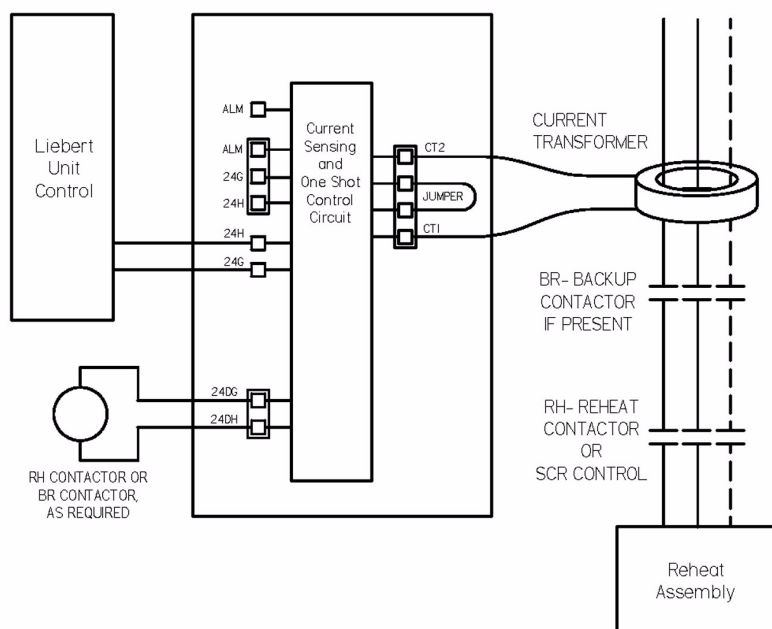 Liebert
Unit
Control
ALM
ALM
24G
24H
24H
24G
24DG
24DH
Current
Sensing
and
One Shot
Control
Circuit
CT2
JUMPER
CT1
CURRENT
TRANSFORMER
BR- BACKUP
CONTACTOR
IF PRESENT
RH- REHEAT
CONTACTOR
OR
SCR CONTROL
RH CONTACTOR OR
BR CONTACTOR,
AS REQUIRED
Reheat
Assembly